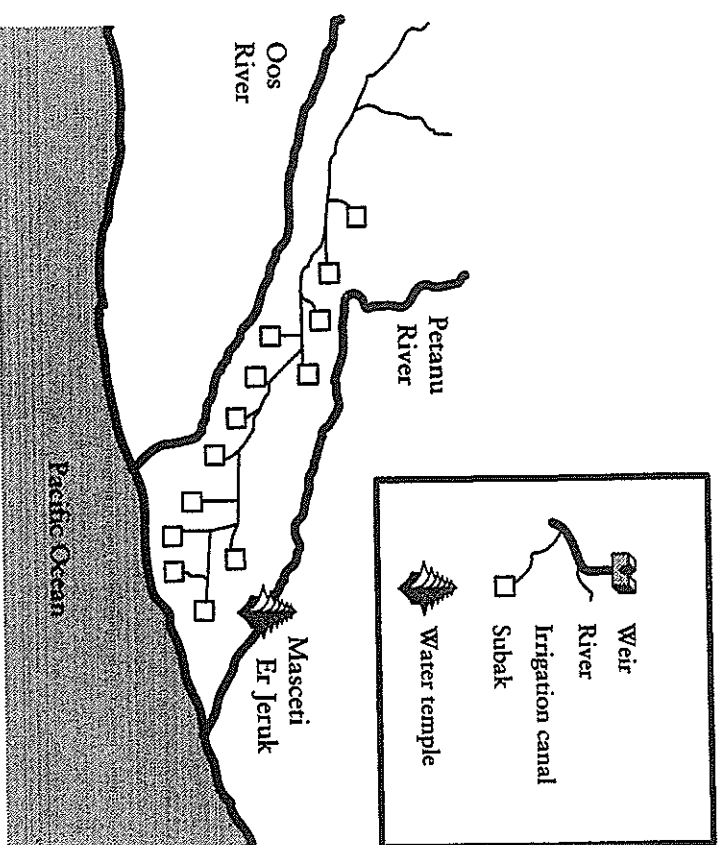 Oos
River
Petanu
River
Masceti
Er Jeruk
Pacific Ocean
Weir
River
Irrigation canal
Subak
Water temple